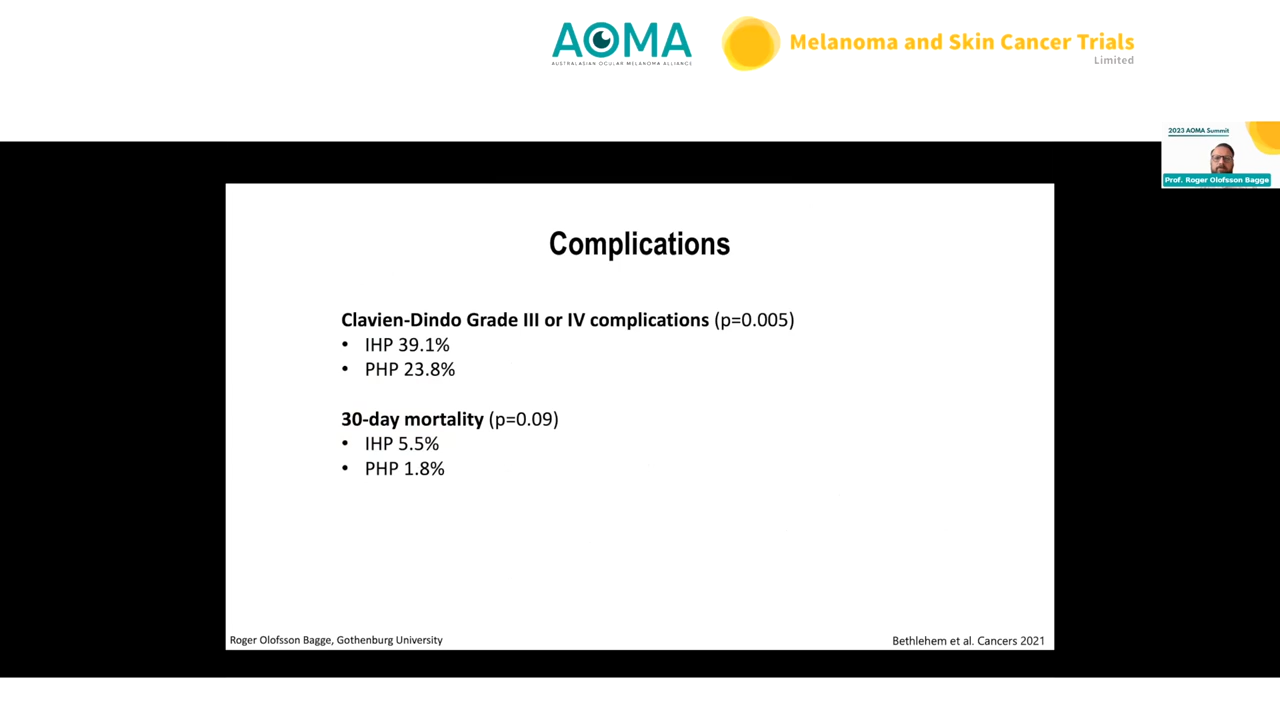 AOMA
AUSTRALASIAN OCULAR MELANOMA ALLIANCE
Melanoma and Skin Cancer Trials
Limited
2023 AOMA Summit
Prof. Roger Olofsson Bagge
Complications
Clavien-Dindo Grade III or IV complications (p=0.005)
• IHP 39.1%
• PHP 23.8%
30-day mortality (p=0.09)
• IHP 5.5%
• PHP 1.8%
Roger Olofsson Bagge, Gothenburg University
Bethlehem et al. Cancers 2021